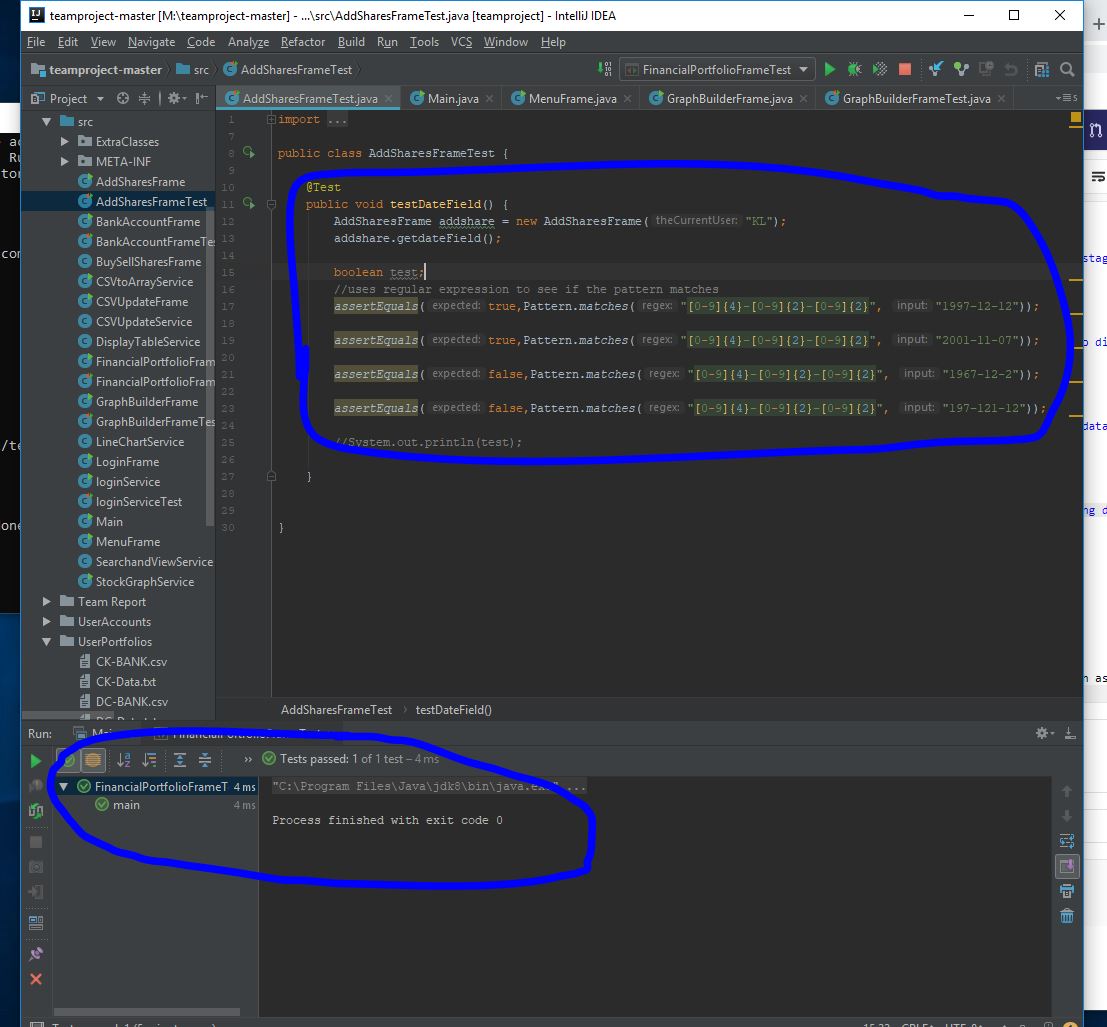 teamproject-master [M:\teamproject-master] - ...\src\AddSharesFrameTest.java [teamproject] - IntelliJ IDEA
File Edit View Navigate Code Analyze Refactor Build Run Tools VCS Window Help
teamproject-master src AddSharesFrameTest FinancialPortfolioFrameTest
Project AddSharesFrameTest.java Main.java MenuFrame.java GraphBuilderFrame.java GraphBuilderFrameTest.java
src
ExtraClasses
META-INF
AddSharesFrame
AddSharesFrameTest
BankAccountFrame
BankAccountFrameTes
BuySellSharesFrame
CSVtoArrayService
CSVUpdateFrame
CSVUpdateService
DisplayTableService
FinancialPortfolioFram
FinancialPortfolioFram
GraphBuilderFrame
GraphBuilderFrameTes
LineChartService
LoginFrame
loginService
loginServiceTest
Main
MenuFrame
SearchandViewService
StockGraphService
Team Report
UserAccounts
UserPortfolios
CK-BANK.csv
CK-Data.txt
DC-BANK.csv
1 import ...
7
8 public class AddSharesFrameTest {
9
10 @Test
11 public void testDateField() {
12 AddSharesFrame addshare = new AddSharesFrame( theCurrentUser: "KL");
13 addshare.getdateField();
14
15 boolean test;
16 //uses regular expression to see if the pattern matches
17 assertEquals( expected: true,Pattern.matches( regex: "[0-9]{4}-[0-9]{2}-[0-9]{2}", input: "1997-12-12"));
18
19 assertEquals( expected: true,Pattern.matches( regex: "[0-9]{4}-[0-9]{2}-[0-9]{2}", input: "2001-11-07"));
20
21 assertEquals( expected: false,Pattern.matches( regex: "[0-9]{4}-[0-9]{2}-[0-9]{2}", input: "1967-12-2"));
22
23 assertEquals( expected: false,Pattern.matches( regex: "[0-9]{4}-[0-9]{2}-[0-9]{2}", input: "197-121-12"));
24
25 //System.out.println(test);
26
27 }
28
29
30 }
AddSharesFrameTest › testDateField()
Run:
» Tests passed: 1 of 1 test – 4 ms
FinancialPortfolioFrameT 4 ms
main 4 ms
"C:\Program Files\Java\jdk8\bin\java.exe" ...
Process finished with exit code 0